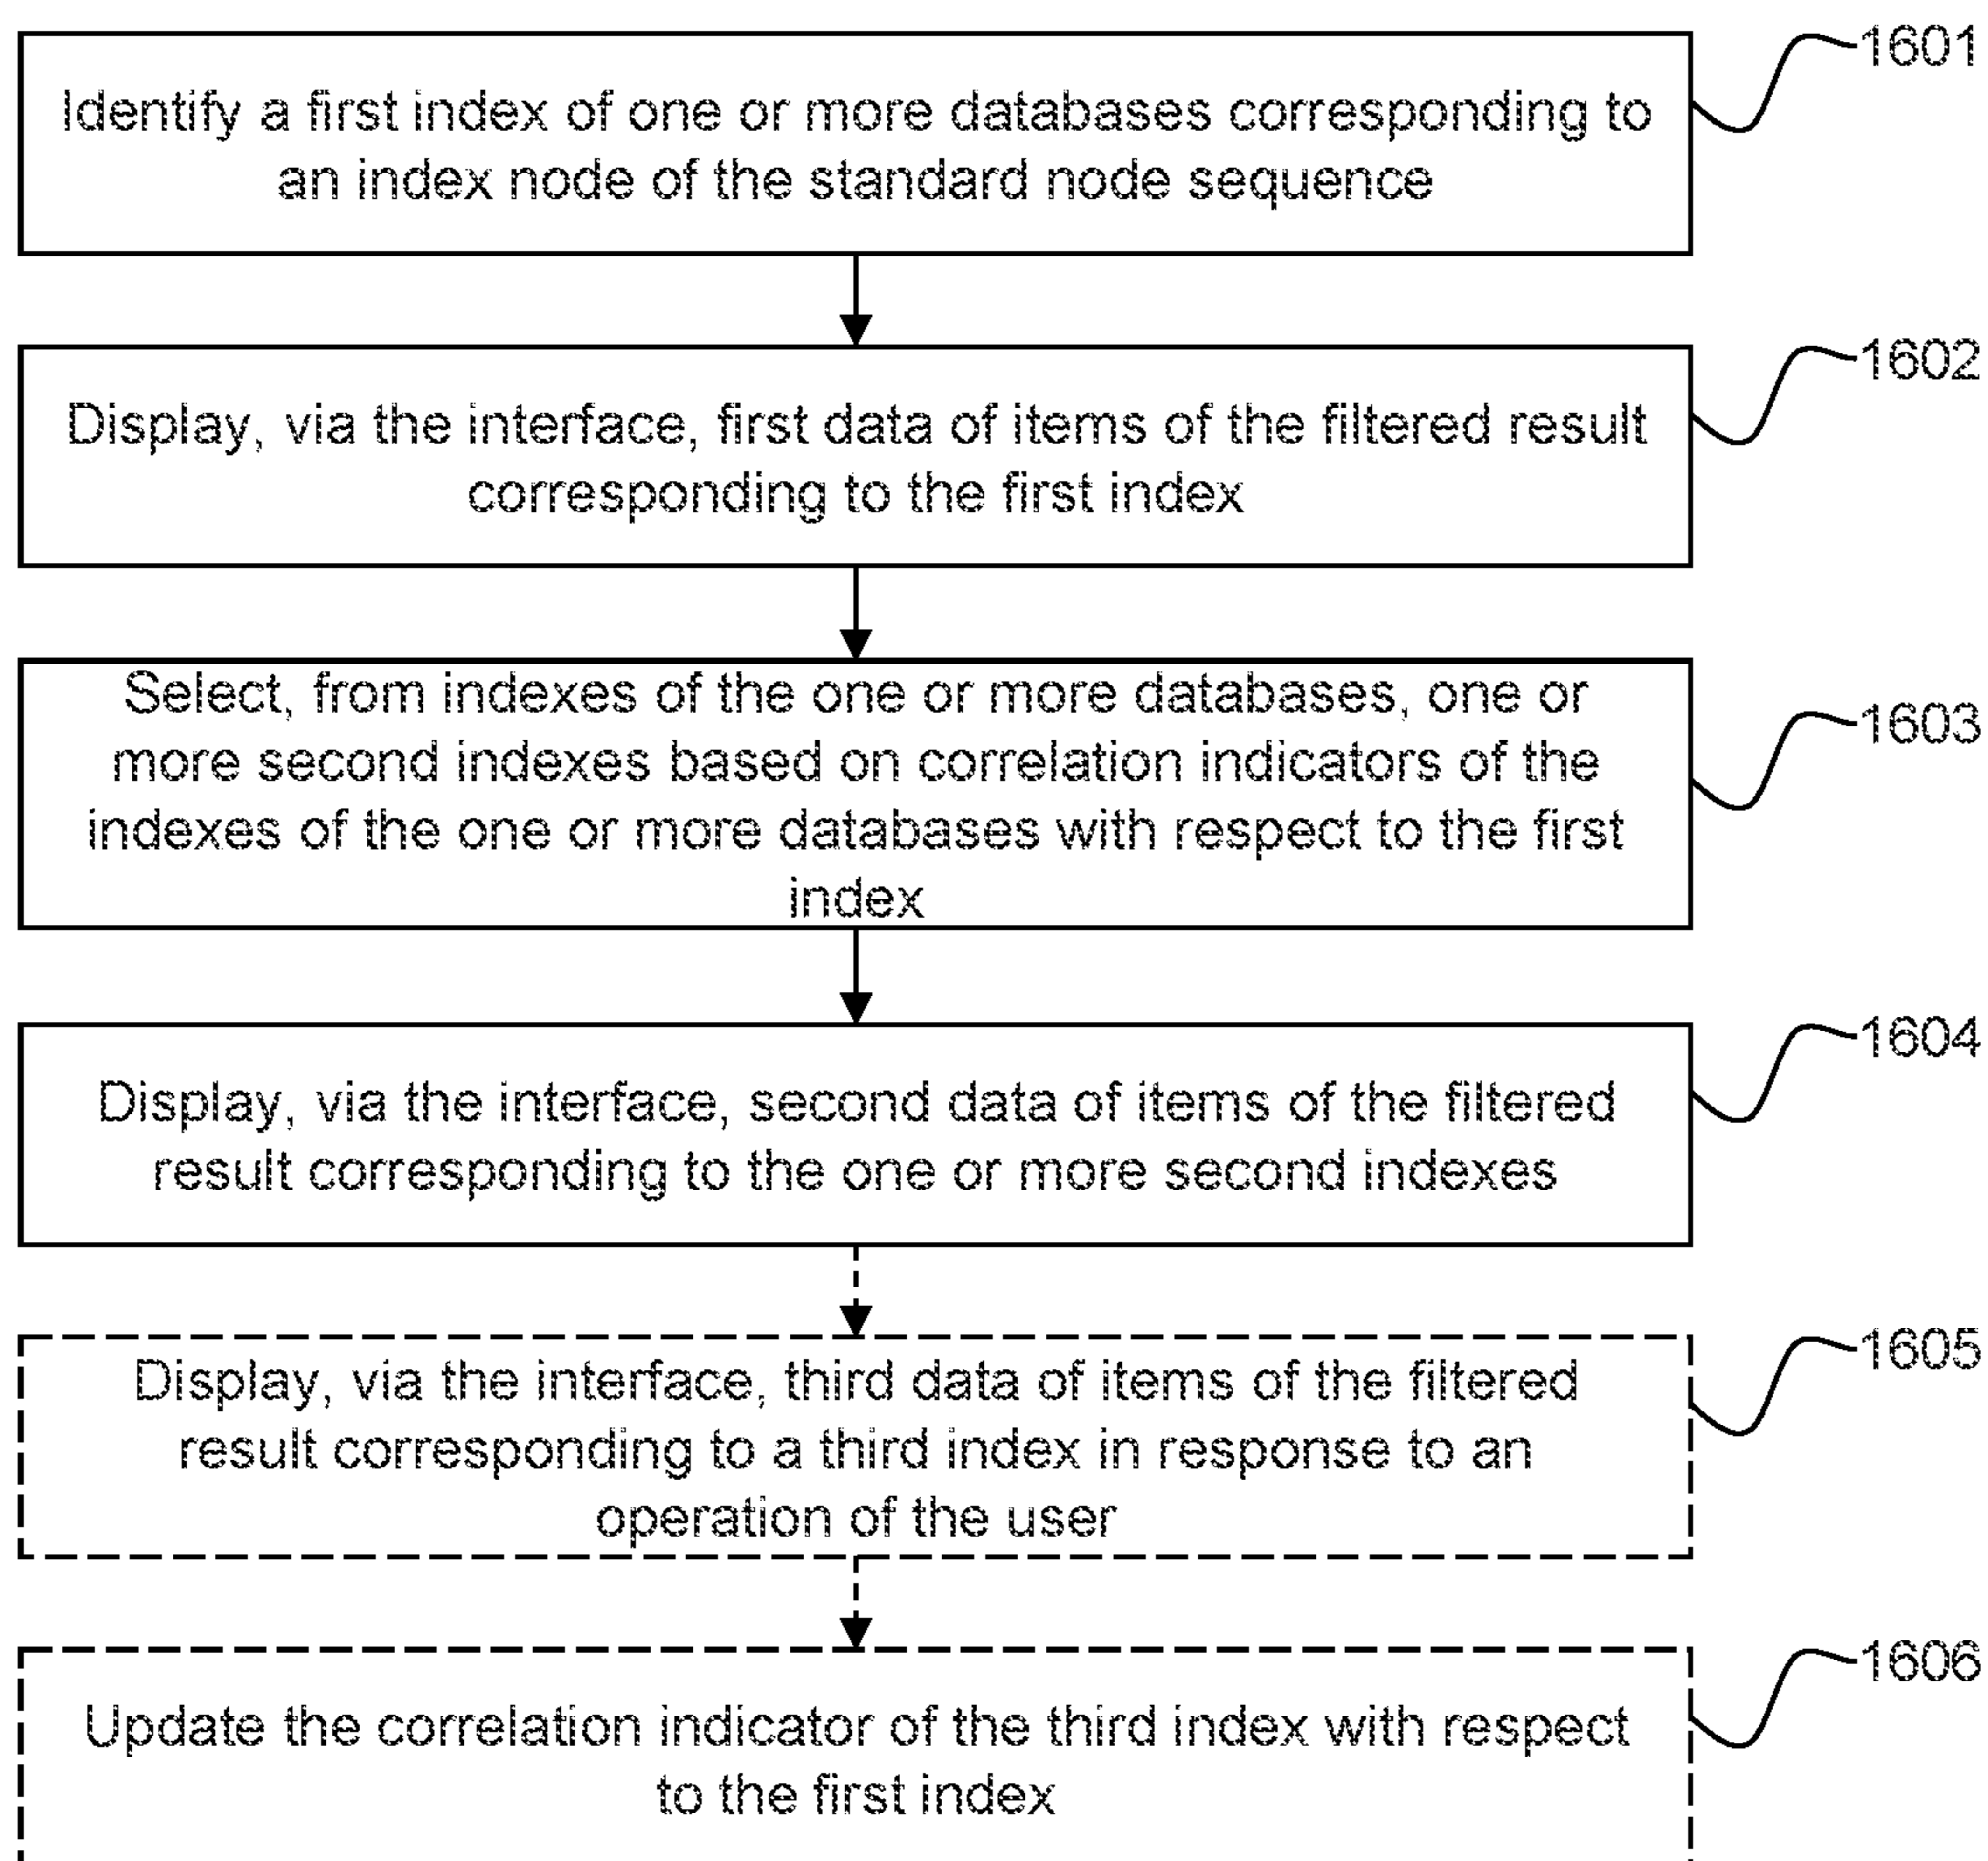 1601
Identify a first index of one or more databases corresponding to
an index node of the standard node sequence
1602
Display, via the interface, first data of items of the filtered result
corresponding to the first index
1603
Select, from indexes of the one or more databases, one or
more second indexes based on correlation indicators of the
indexes of the one or more databases with respect to the first
index
1604
Display, via the interface, second data of items of the filtered
result corresponding to the one or more second indexes
1605
Display, via the interface, third data of items of the filtered
result corresponding to a third index in response to an
operation of the user
1606
Update the correlation indicator of the third index with respect
to the first index